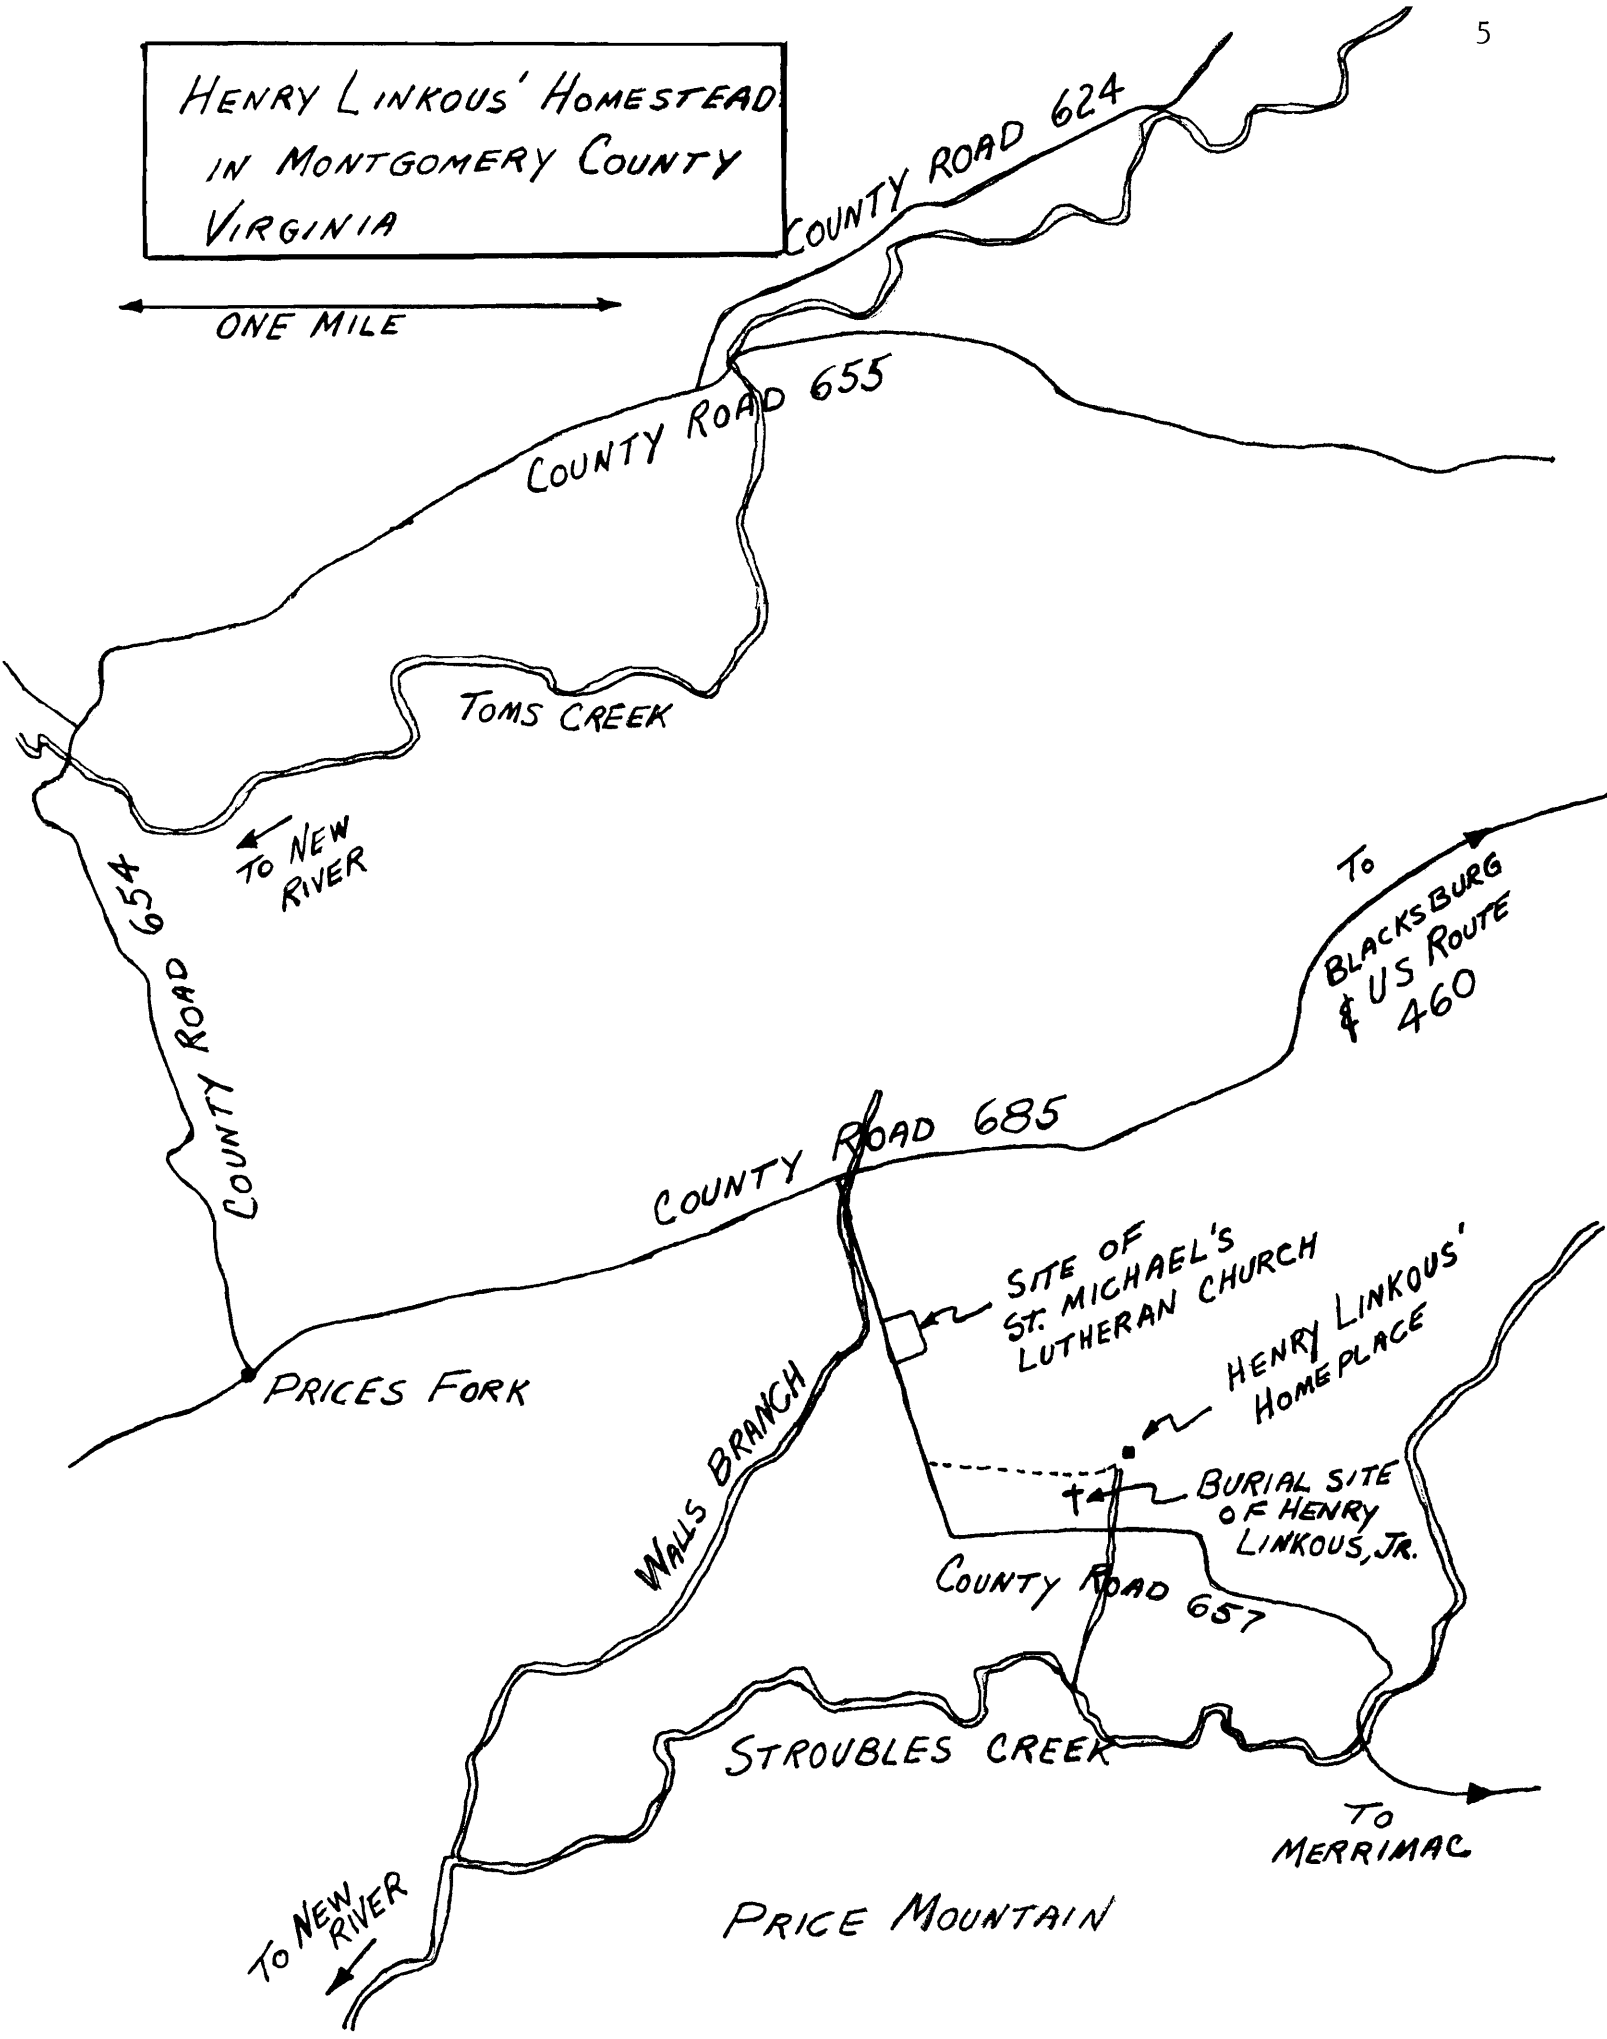 5
HENRY LINKOUS' HOMESTEAD
IN MONTGOMERY COUNTY
VIRGINIA
ONE MILE
COUNTY ROAD 624
COUNTY ROAD 655
TOMS CREEK
TO NEW
RIVER
COUNTY ROAD 654
TO
BLACKSBURG
& US ROUTE
460
COUNTY ROAD 685
SITE OF
ST. MICHAEL'S
LUTHERAN CHURCH
HENRY LINKOUS'
HOMEPLACE
PRICES FORK
WALLS BRANCH
BURIAL SITE
OF HENRY
LINKOUS, JR.
COUNTY ROAD 657
STROUBLES CREEK
TO
MERRIMAC
TO NEW
RIVER
PRICE MOUNTAIN